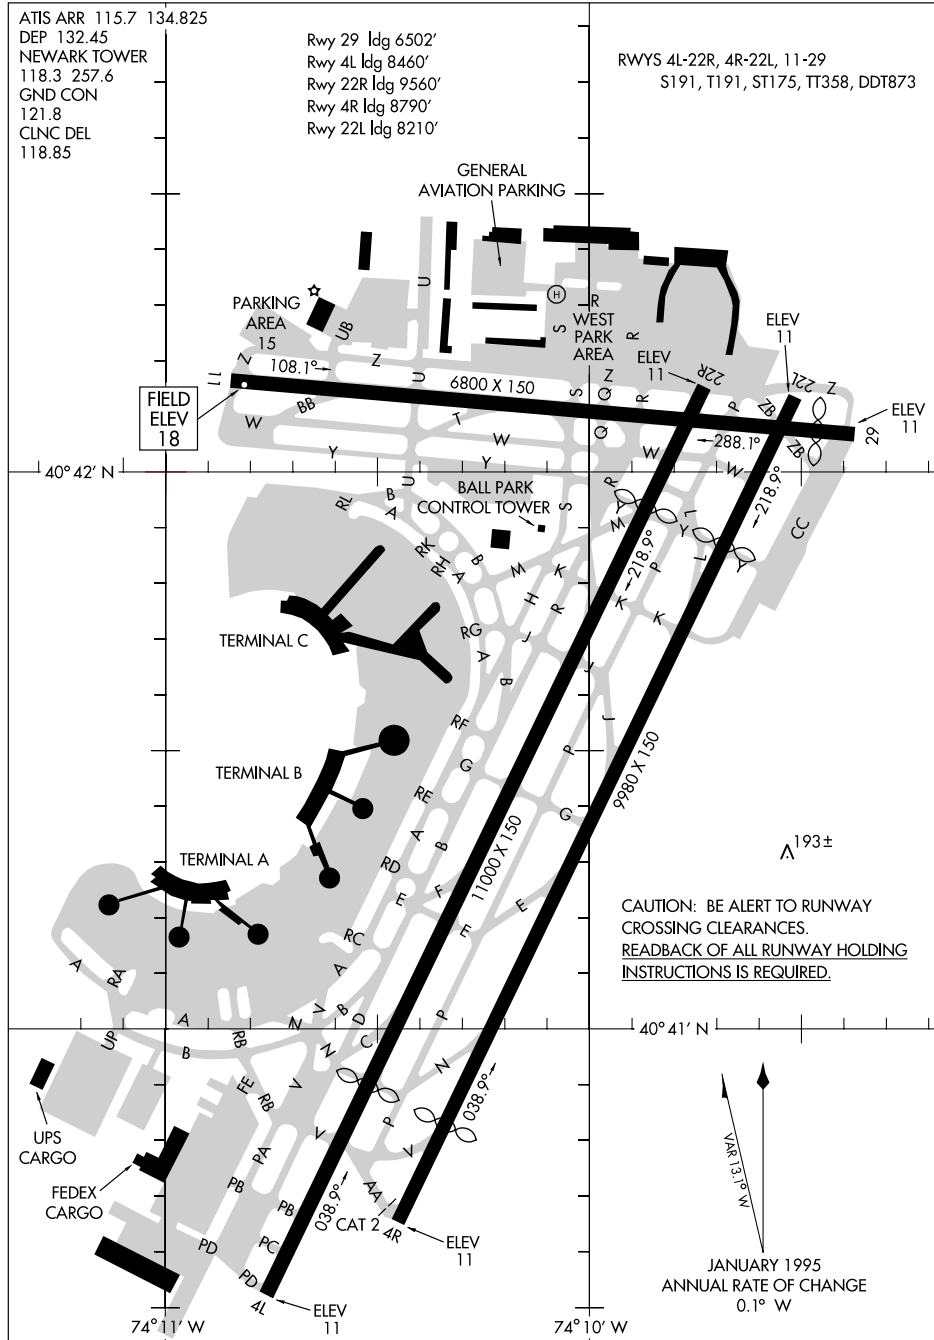 ATIS ARR 115.7 134.825
DEP 132.45
NEWARK TOWER
118.3 257.6
GND CON
121.8
CLNC DEL
118.85
Rwy 29 ldg 6502'
Rwy 4L ldg 8460'
Rwy 22R ldg 9560'
Rwy 4R ldg 8790'
Rwy 22L ldg 8210'
RWYS 4L-22R, 4R-22L, 11-29
S191, T191, ST175, TT358, DDT873
GENERAL
AVIATION PARKING
U
H
R
S
R
WEST
PARK
AREA
PARKING
AREA
15
UB
ELEV
11
ELEV
11
22R
22L
Z
Z
108.1°
Z
U
6800 X 150
S
Z
Q
R
P
BZ
Z
11
FIELD
ELEV
18
W
BB
T
W
Q
W
288.1°
W
BZ
29
ELEV
11
Y
Y
40° 42' N
U
RL
B
A
BALL PARK
CONTROL TOWER
S
R
Y
M
L
Y
218.9°
CC
RK
RH
A
B
M
K
218.9°
P
L
Y
H
R
K
K
TERMINAL C
RG
J
A
B
J
RF
J
P
G
TERMINAL B
RE
9980 X 150
G
A
B
11000 X 150
193±
TERMINAL A
RD
E
F
E
E
CAUTION: BE ALERT TO RUNWAY
CROSSING CLEARANCES.
READBACK OF ALL RUNWAY HOLDING
INSTRUCTIONS IS REQUIRED.
RC
A
A
RA
A
B
V
N
B
D
C
P
40° 41' N
UP
RB
N
N
V
FE
RB
038.9°
V
P
V
UPS
CARGO
PA
VAR 13.1° W
FEDEX
CARGO
PB
PB
AA
038.9°
CAT 2
4R
ELEV
11
PD
PC
PD
4L
ELEV
11
JANUARY 1995
ANNUAL RATE OF CHANGE
0.1° W
74° 11' W
74° 10' W